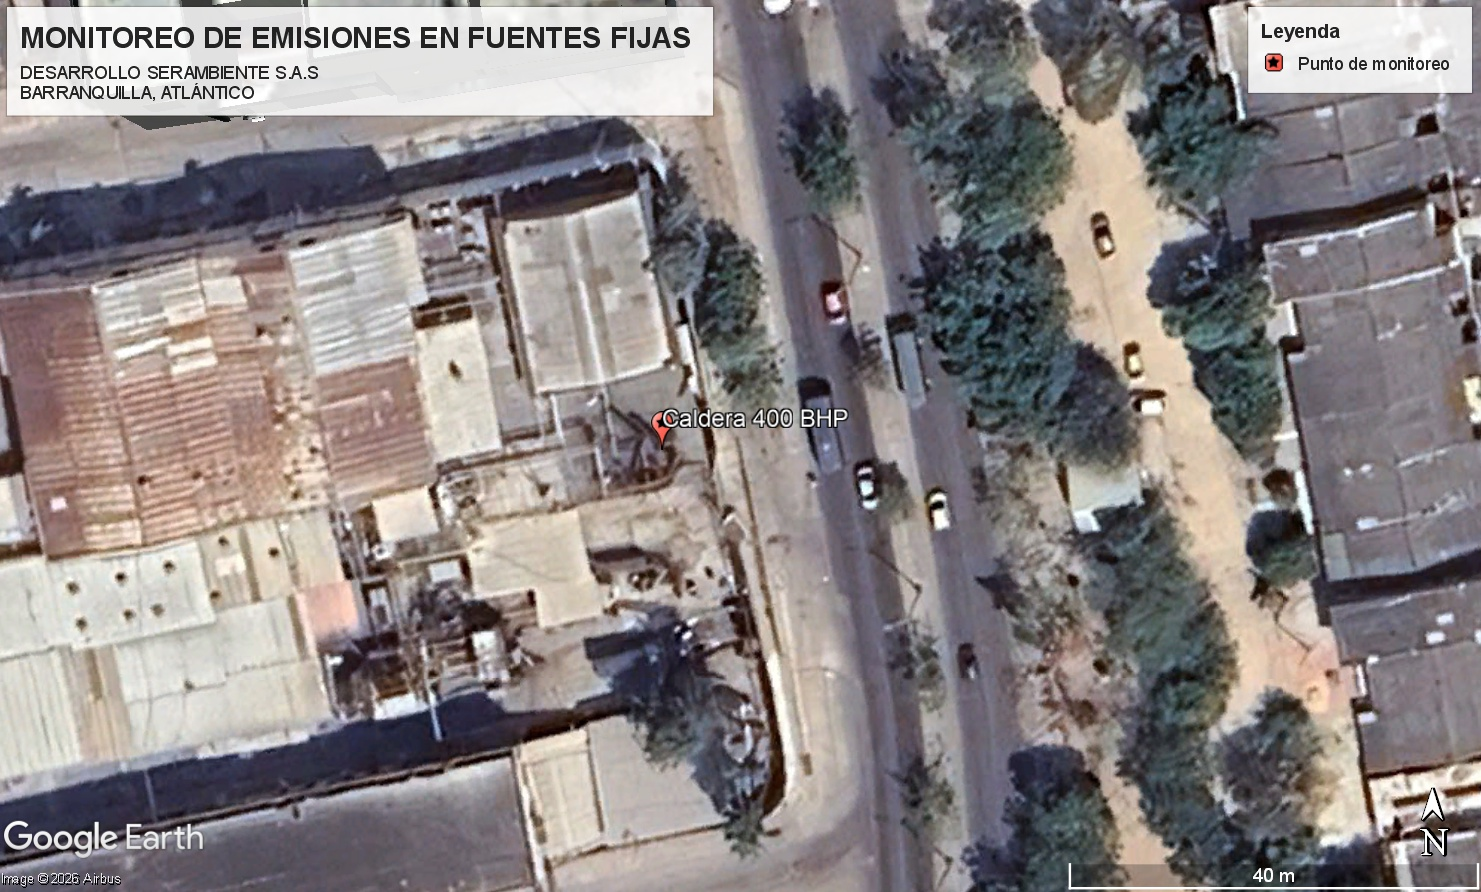 MONITOREO DE EMISIONES EN FUENTES FIJAS
DESARROLLO SERAMBIENTE S.A.S
BARRANQUILLA, ATLÁNTICO
Leyenda
Punto de monitoreo
Caldera 400 BHP
Google Earth
Image © 2026 Airbus
N
40 m